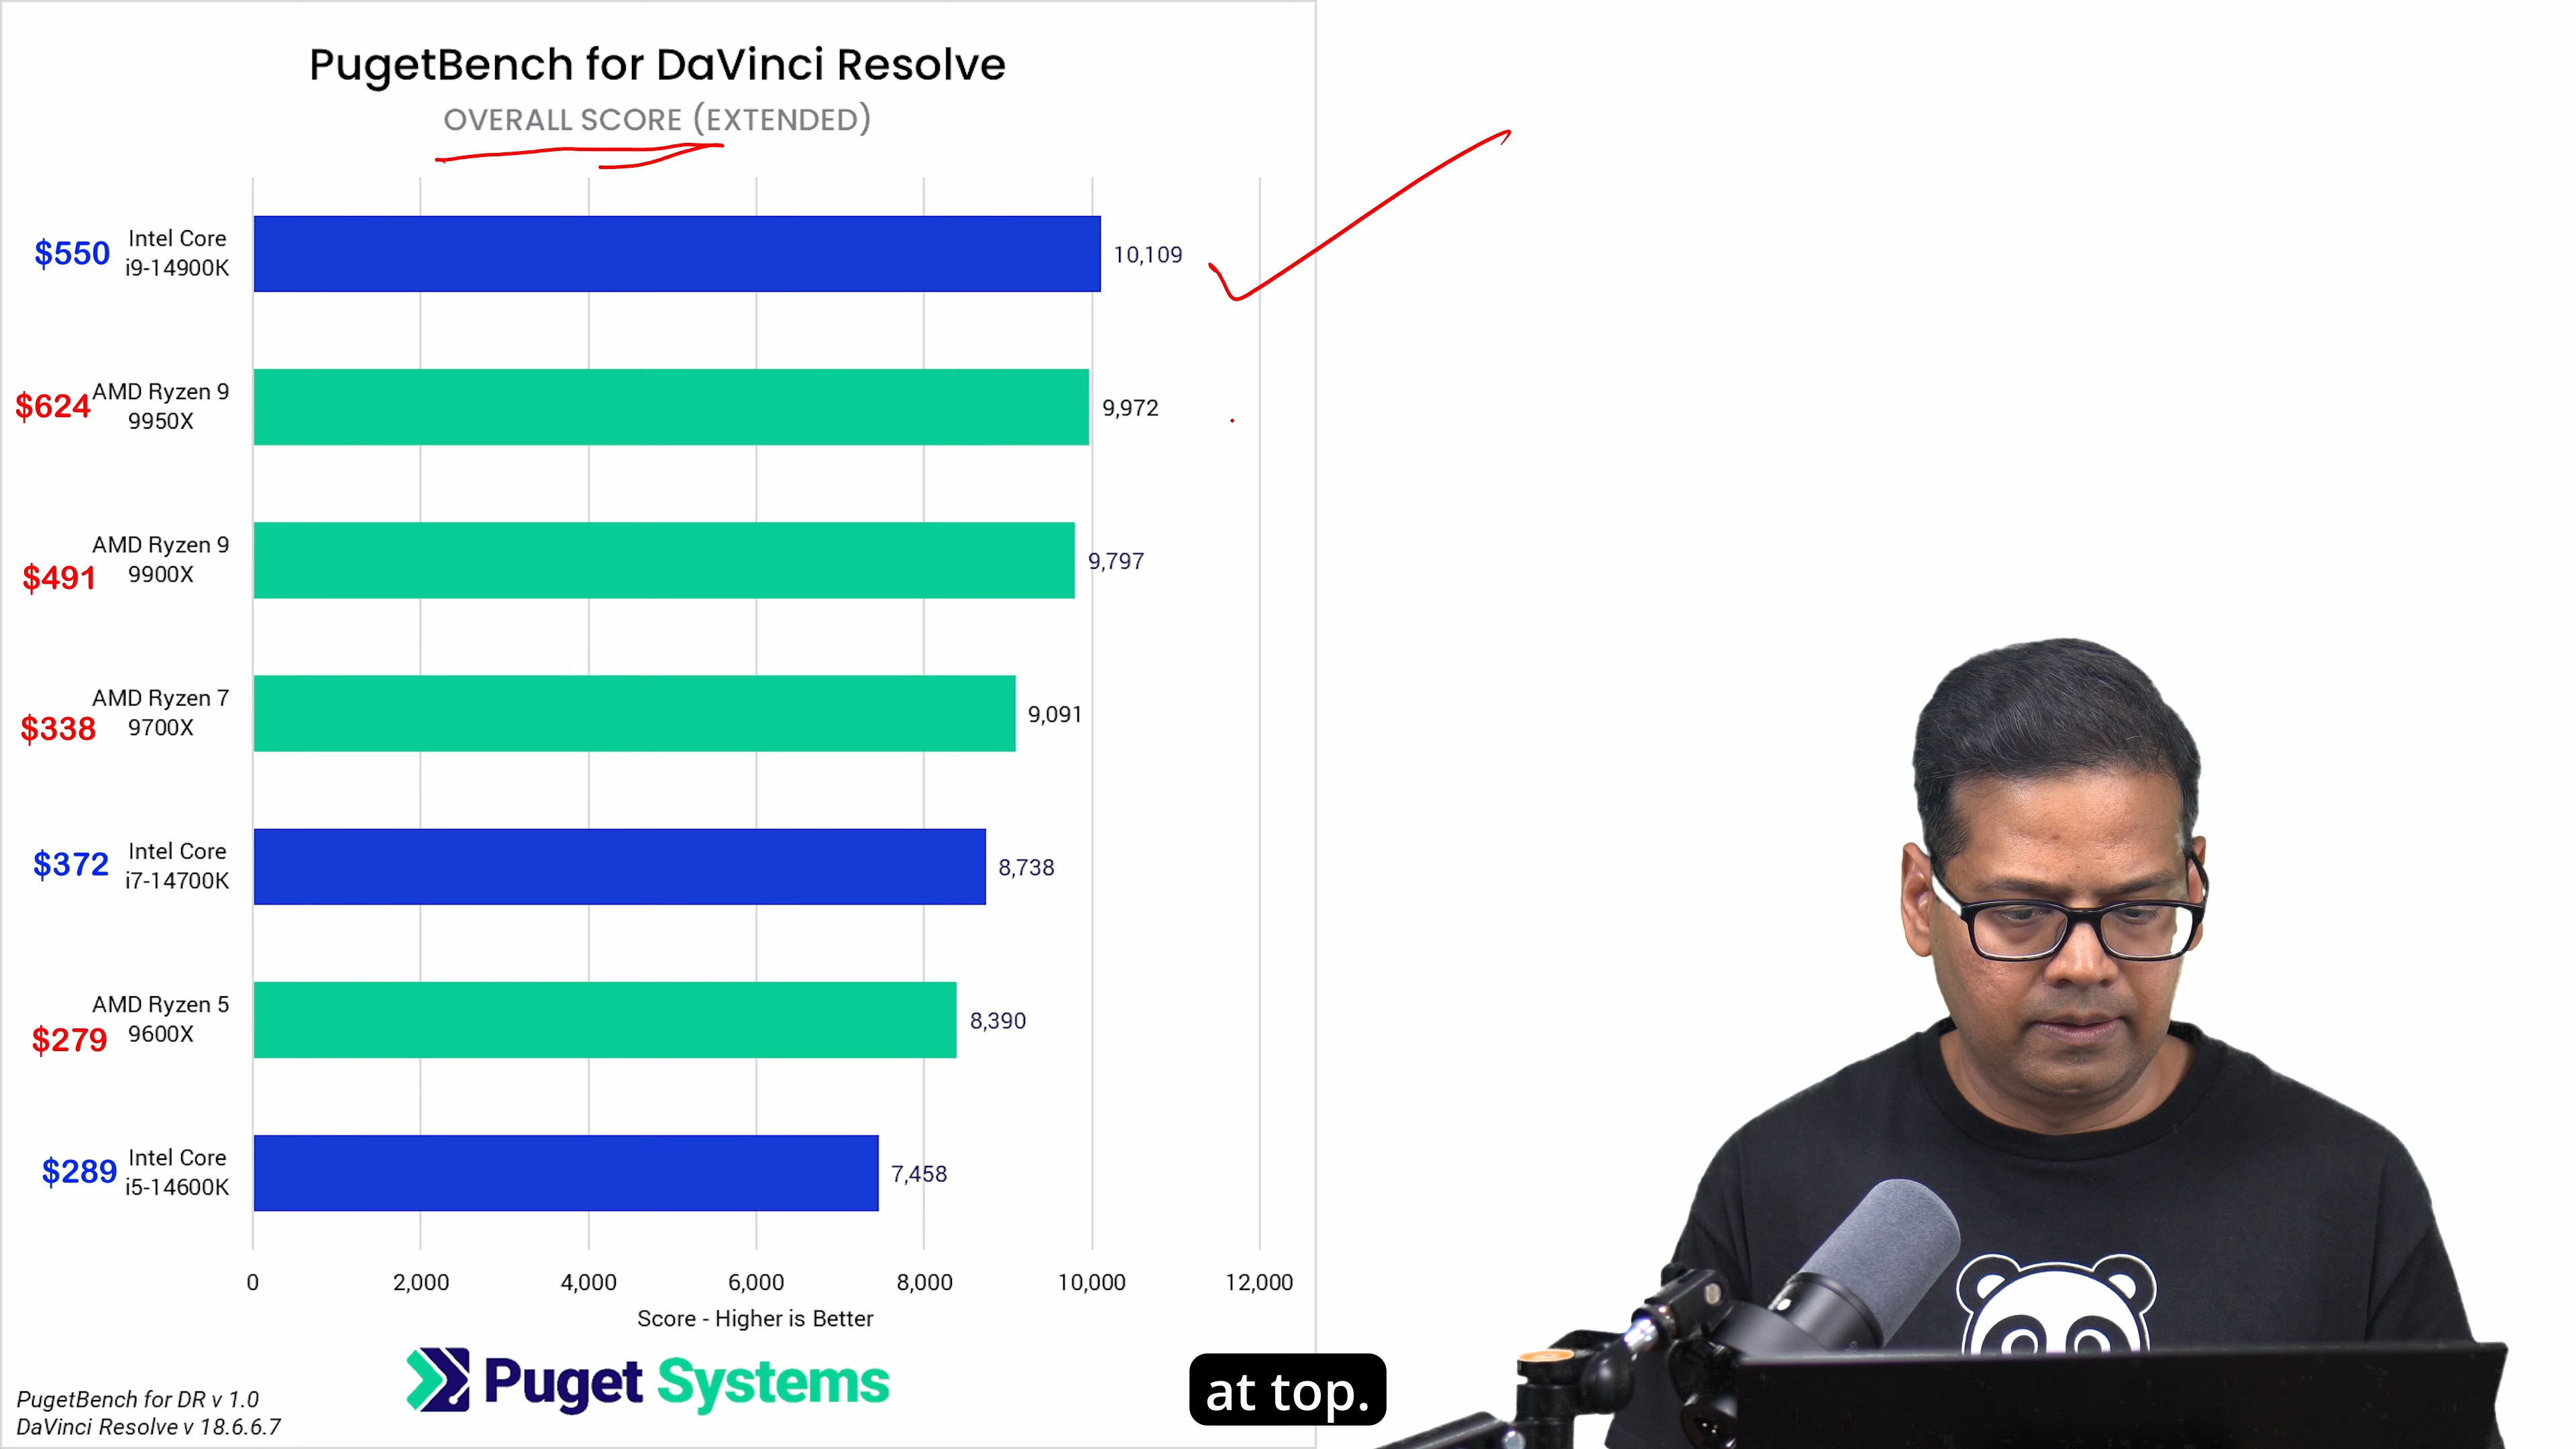 PugetBench for DaVinci Resolve
OVERALL SCORE (EXTENDED)
$550
Intel Core
i9-14900K
10,109
$624
AMD Ryzen 9
9950X
9,972
$491
AMD Ryzen 9
9900X
9,797
$338
AMD Ryzen 7
9700X
9,091
$372
Intel Core
i7-14700K
8,738
$279
AMD Ryzen 5
9600X
8,390
$289
Intel Core
i5-14600K
7,458
0 2,000 4,000 6,000 8,000 10,000 12,000
Score - Higher is Better
Puget Systems
PugetBench for DR v 1.0
DaVinci Resolve v 18.6.6.7
at top.